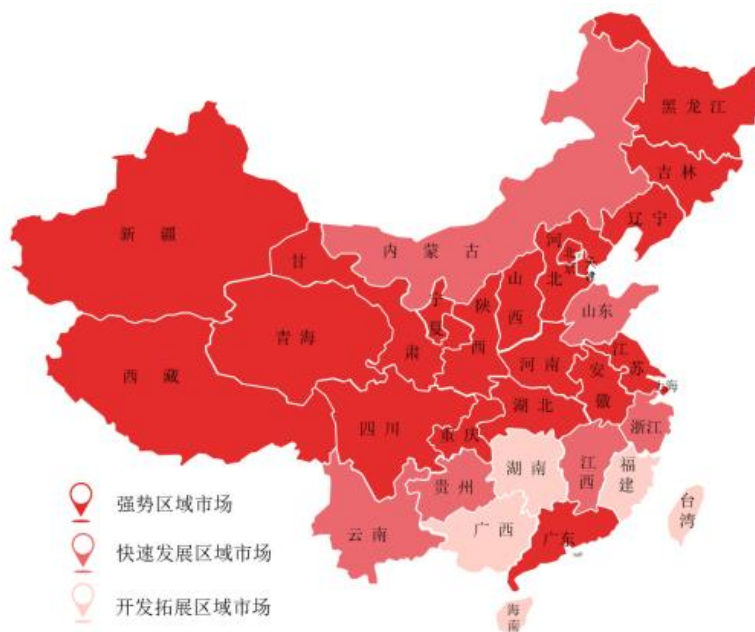 黑龙江
吉林
辽宁
新疆
内蒙古
甘肃
河北
北京
天津
山西
陕西
宁夏
山东
青海
西藏
河南
江苏
安徽
上海
湖北
四川
重庆
浙江
湖南
江西
福建
贵州
云南
广西
广东
台湾
海南
强势区域市场
快速发展区域市场
开发拓展区域市场